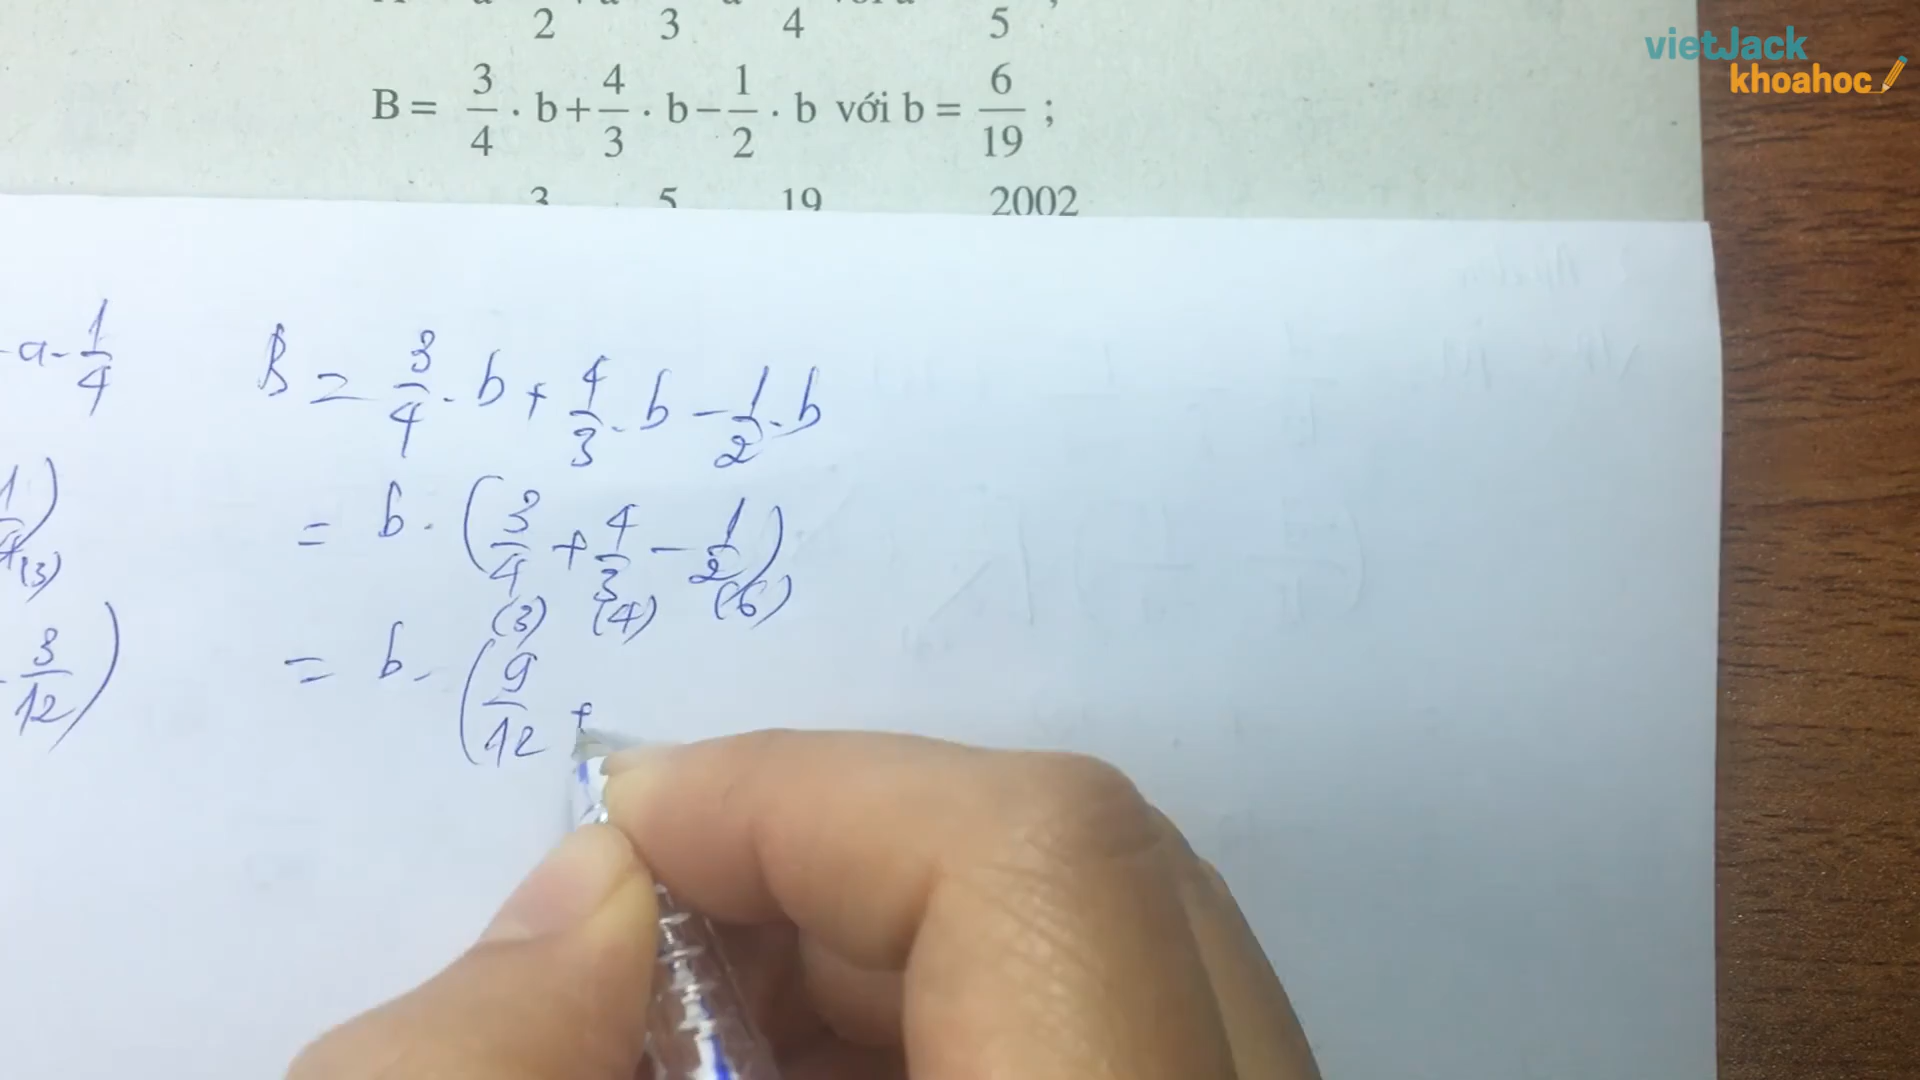 vietJack
khoahoc
2 3 4 5
B = 3/4 · b + 4/3 · b − 1/2 · b với b = 6/19 ;
3 5 19 2002
-a-1/4
B = 3/4 . b + 4/3 . b - 1/2 . b
= b . (3/4 + 4/3 - 1/2)
(3) (4) (6)
(3)
= b . (9/12 +
3/12)